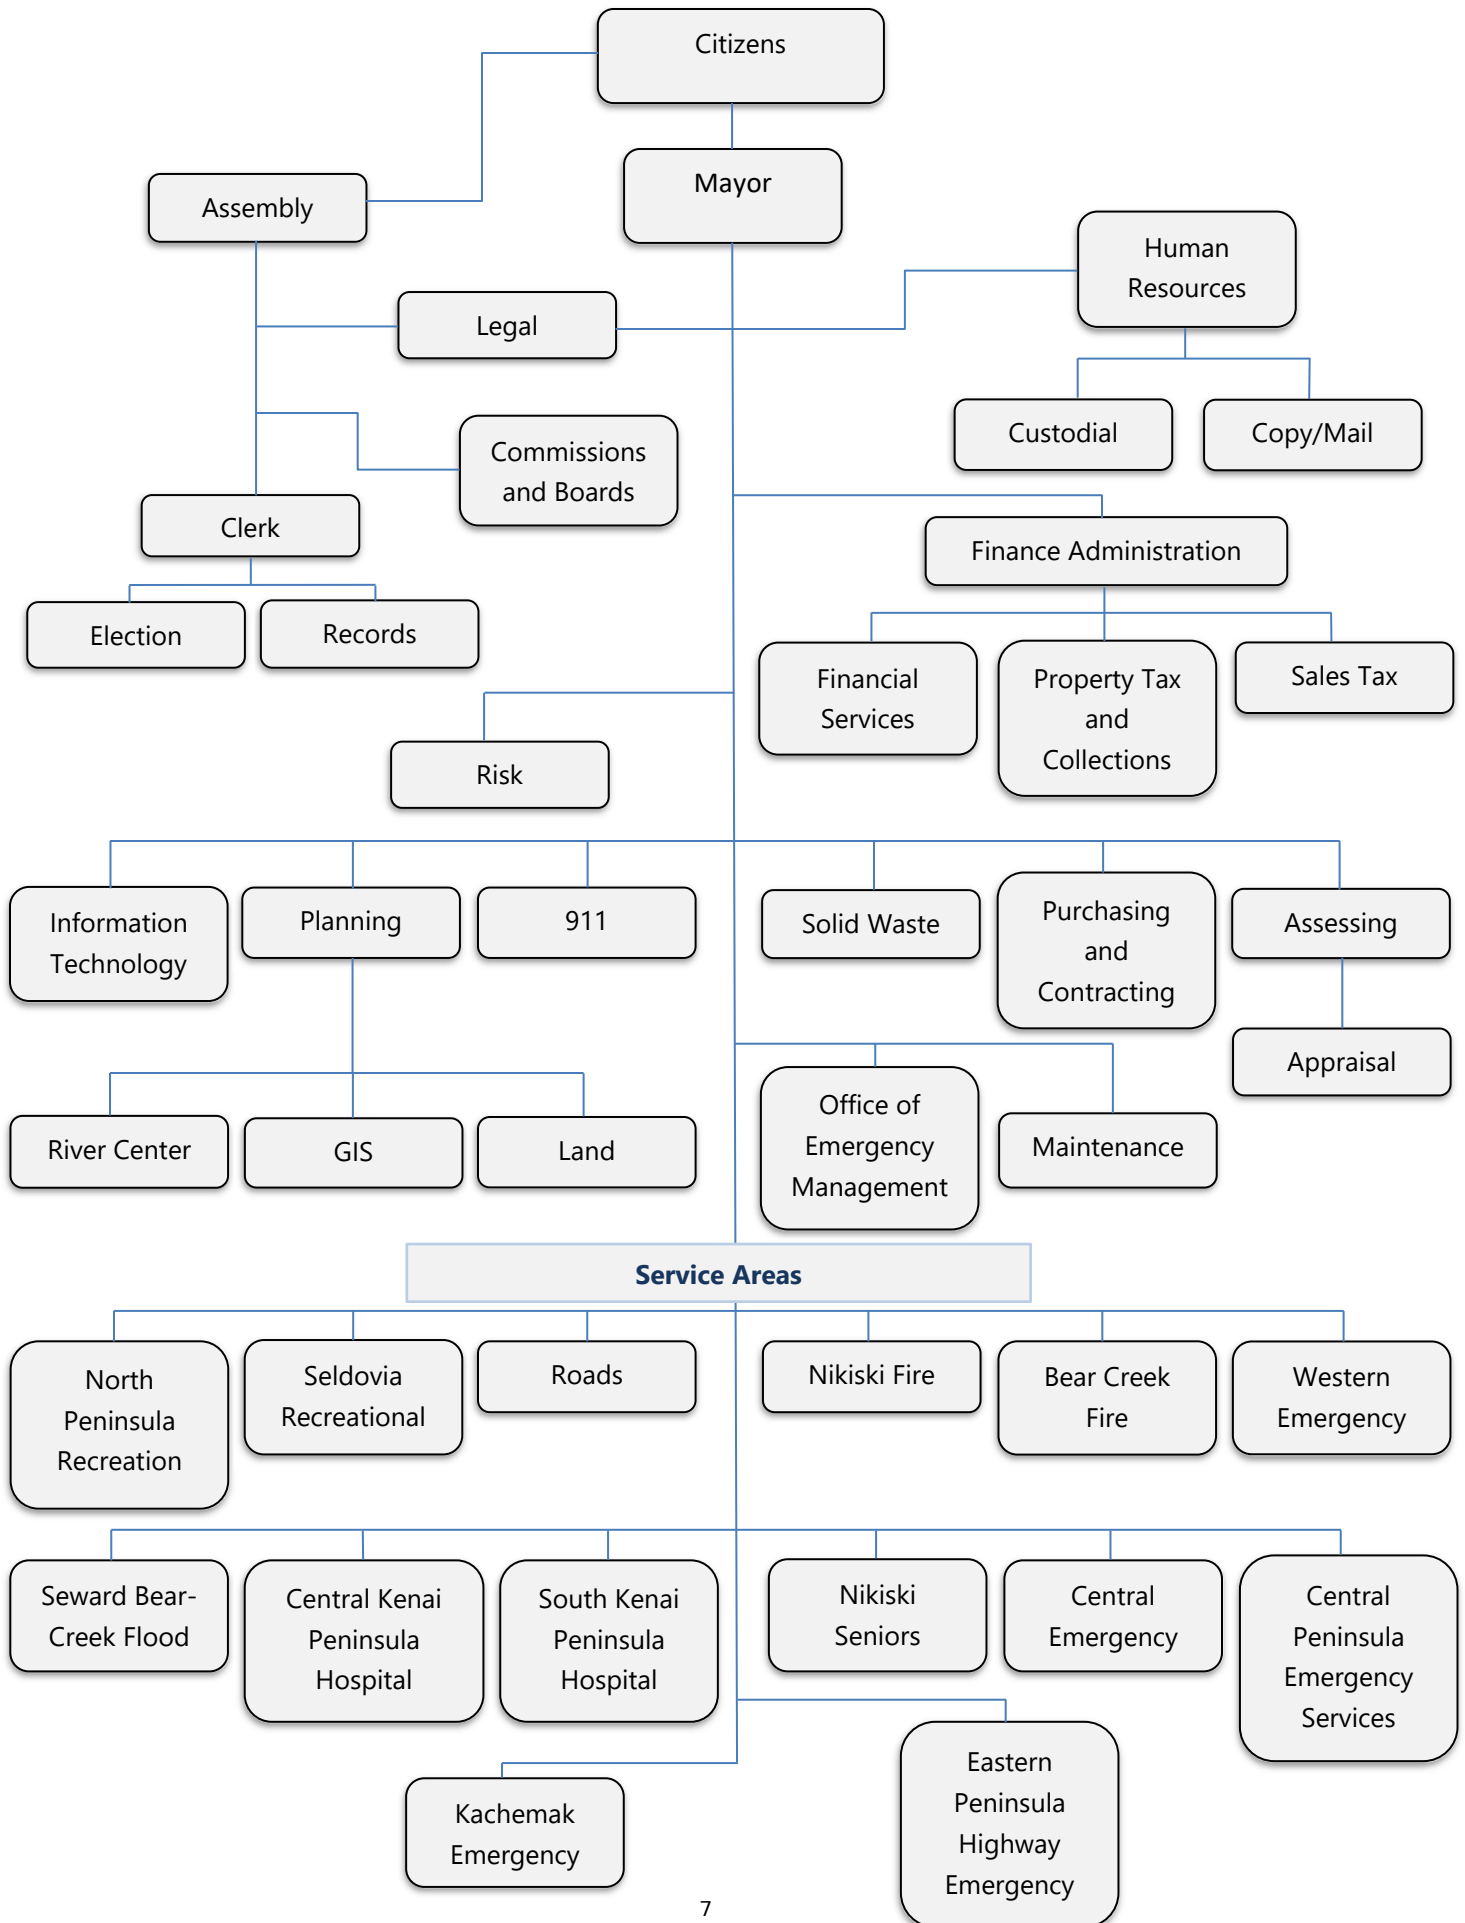 Citizens
Mayor
Assembly
Human
Resources
Legal
Custodial
Copy/Mail
Commissions
and Boards
Clerk
Finance Administration
Election
Records
Financial
Services
Property Tax
and
Collections
Sales Tax
Risk
Information
Technology
Planning
911
Solid Waste
Purchasing
and
Contracting
Assessing
Appraisal
River Center
GIS
Land
Office of
Emergency
Management
Maintenance
Service Areas
North
Peninsula
Recreation
Seldovia
Recreational
Roads
Nikiski Fire
Bear Creek
Fire
Western
Emergency
Seward Bear-
Creek Flood
Central Kenai
Peninsula
Hospital
South Kenai
Peninsula
Hospital
Nikiski
Seniors
Central
Emergency
Central
Peninsula
Emergency
Services
Kachemak
Emergency
Eastern
Peninsula
Highway
Emergency
7